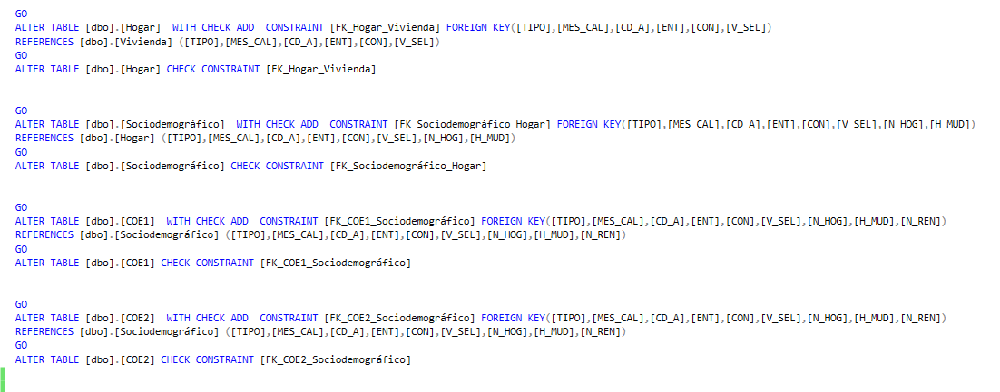 GO
ALTER TABLE [dbo].[Hogar]  WITH CHECK ADD  CONSTRAINT [FK_Hogar_Vivienda] FOREIGN KEY([TIPO],[MES_CAL],[CD_A],[ENT],[CON],[V_SEL])
REFERENCES [dbo].[Vivienda] ([TIPO],[MES_CAL],[CD_A],[ENT],[CON],[V_SEL])
GO
ALTER TABLE [dbo].[Hogar] CHECK CONSTRAINT [FK_Hogar_Vivienda]
GO
ALTER TABLE [dbo].[Sociodemográfico]  WITH CHECK ADD  CONSTRAINT [FK_Sociodemográfico_Hogar] FOREIGN KEY([TIPO],[MES_CAL],[CD_A],[ENT],[CON],[V_SEL],[N_HOG],[H_MUD])
REFERENCES [dbo].[Hogar] ([TIPO],[MES_CAL],[CD_A],[ENT],[CON],[V_SEL],[N_HOG],[H_MUD])
GO
ALTER TABLE [dbo].[Sociodemográfico] CHECK CONSTRAINT [FK_Sociodemográfico_Hogar]
GO
ALTER TABLE [dbo].[COE1]  WITH CHECK ADD  CONSTRAINT [FK_COE1_Sociodemográfico] FOREIGN KEY([TIPO],[MES_CAL],[CD_A],[ENT],[CON],[V_SEL],[N_HOG],[H_MUD],[N_REN])
REFERENCES [dbo].[Sociodemográfico] ([TIPO],[MES_CAL],[CD_A],[ENT],[CON],[V_SEL],[N_HOG],[H_MUD],[N_REN])
GO
ALTER TABLE [dbo].[COE1] CHECK CONSTRAINT [FK_COE1_Sociodemográfico]
GO
ALTER TABLE [dbo].[COE2]  WITH CHECK ADD  CONSTRAINT [FK_COE2_Sociodemográfico] FOREIGN KEY([TIPO],[MES_CAL],[CD_A],[ENT],[CON],[V_SEL],[N_HOG],[H_MUD],[N_REN])
REFERENCES [dbo].[Sociodemográfico] ([TIPO],[MES_CAL],[CD_A],[ENT],[CON],[V_SEL],[N_HOG],[H_MUD],[N_REN])
GO
ALTER TABLE [dbo].[COE2] CHECK CONSTRAINT [FK_COE2_Sociodemográfico]